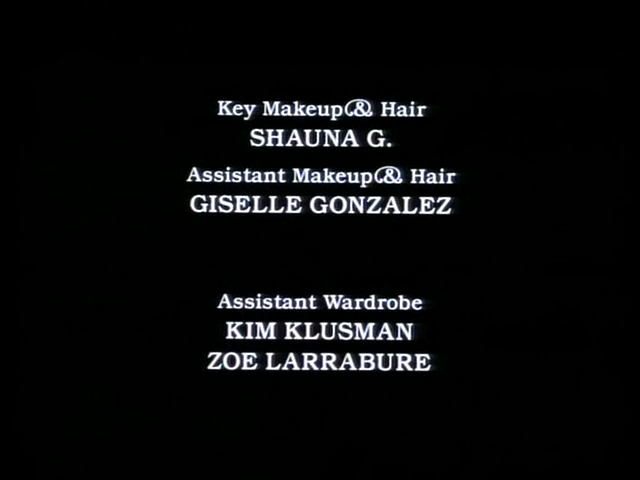 Key Makeup & Hair
SHAUNA G.
Assistant Makeup & Hair
GISELLE GONZALEZ
Assistant Wardrobe
KIM KLUSMAN
ZOE LARRABURE